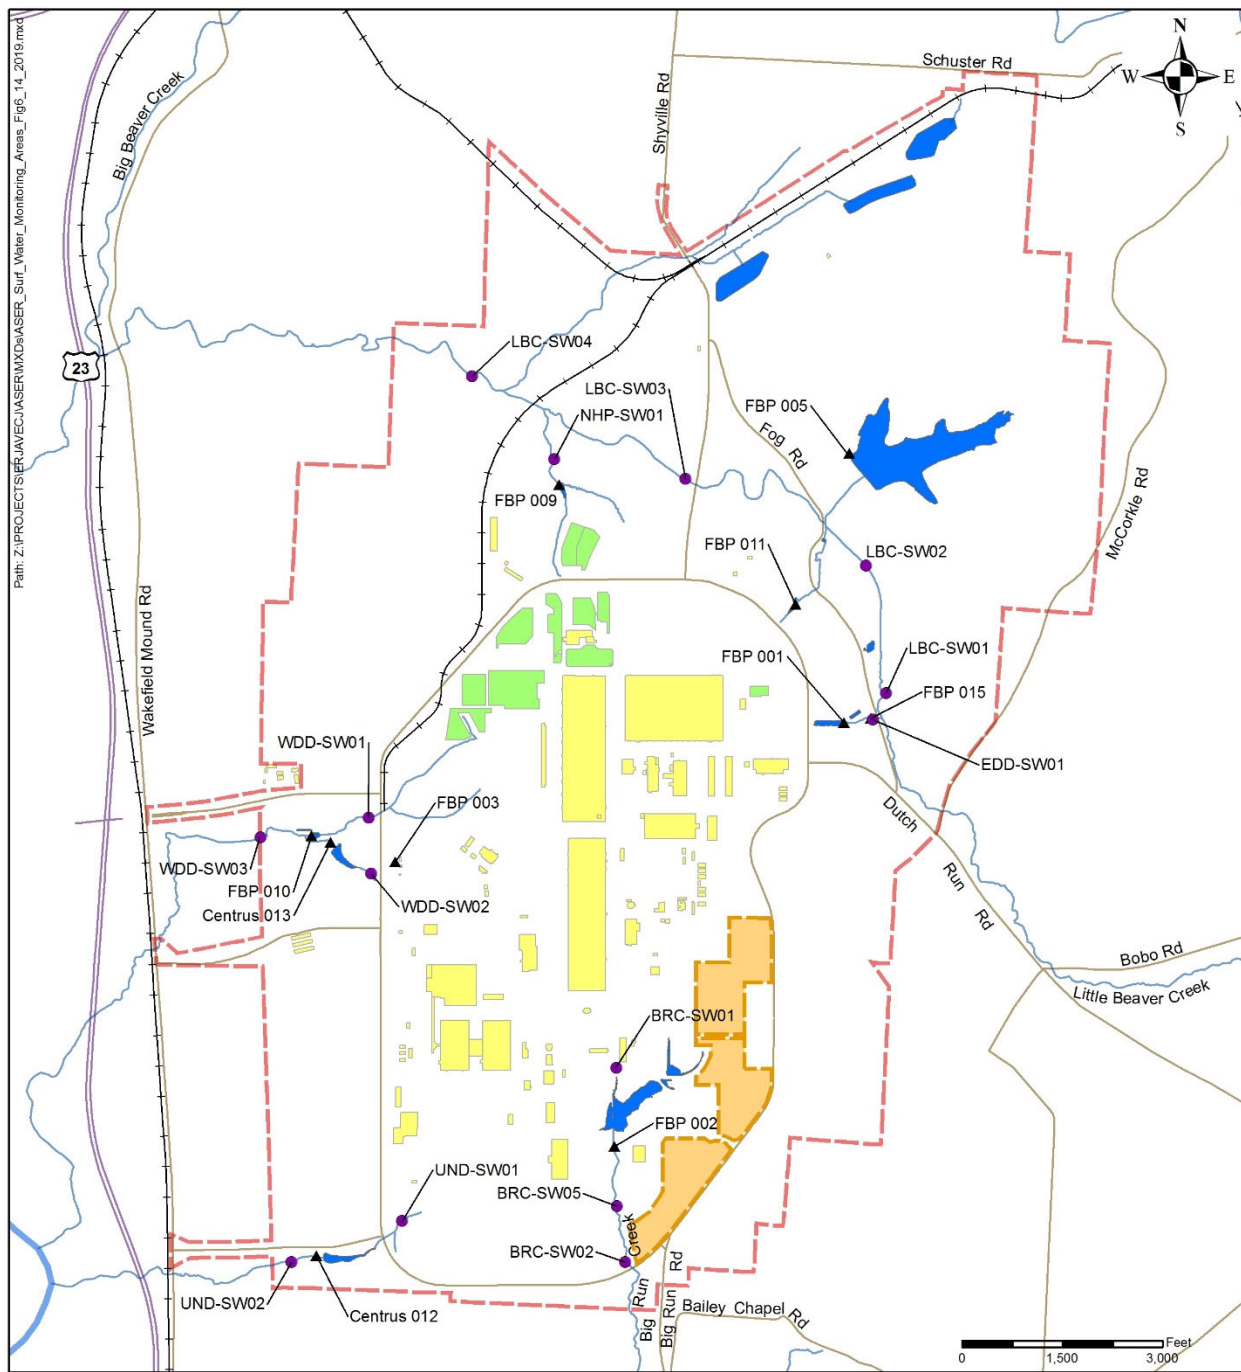 Path: Z:\PROJECTS\ERJAVECJ\ASER\MXDs\ASER_Surf_Water_Monitoring_Areas_Fig6_14_2019.mxd
N
W
E
S
Schuster Rd
Shyville Rd
Big Beaver Creek
23
LBC-SW04
LBC-SW03
NHP-SW01
FBP 005
Fog Rd
McCorkle Rd
FBP 009
FBP 011
LBC-SW02
Wakefield Mound Rd
FBP 001
LBC-SW01
FBP 015
WDD-SW01
EDD-SW01
FBP 003
Dutch Run Rd
WDD-SW03
FBP 010
WDD-SW02
Centrus 013
Bobo Rd
Little Beaver Creek
BRC-SW01
FBP 002
UND-SW01
BRC-SW05
BRC-SW02
Big Run Creek
Big Run Rd
UND-SW02
Centrus 012
Bailey Chapel Rd
Feet
0 1,500 3,000